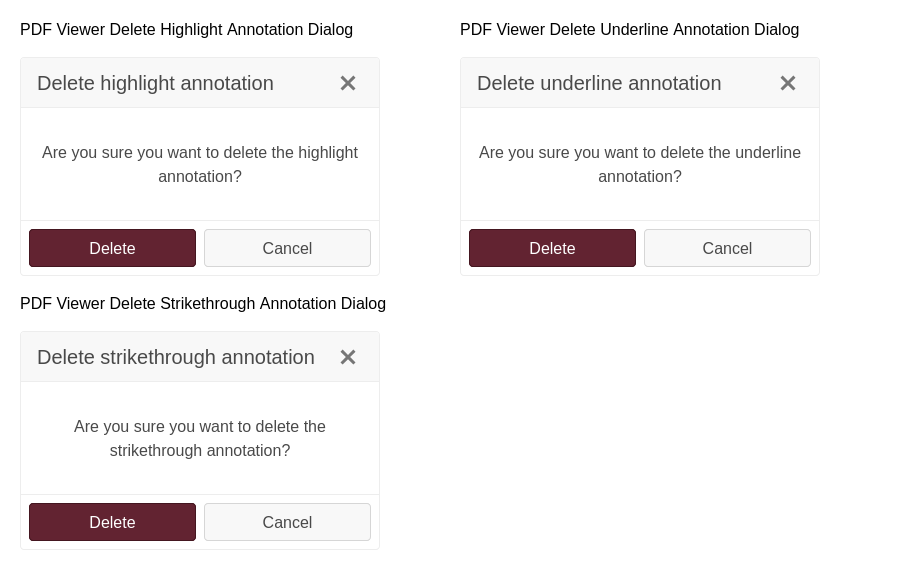 PDF Viewer Delete Highlight Annotation Dialog
Delete highlight annotation
Are you sure you want to delete the highlight
annotation?
Delete
Cancel
PDF Viewer Delete Underline Annotation Dialog
Delete underline annotation
Are you sure you want to delete the underline
annotation?
Delete
Cancel
PDF Viewer Delete Strikethrough Annotation Dialog
Delete strikethrough annotation
Are you sure you want to delete the
strikethrough annotation?
Delete
Cancel